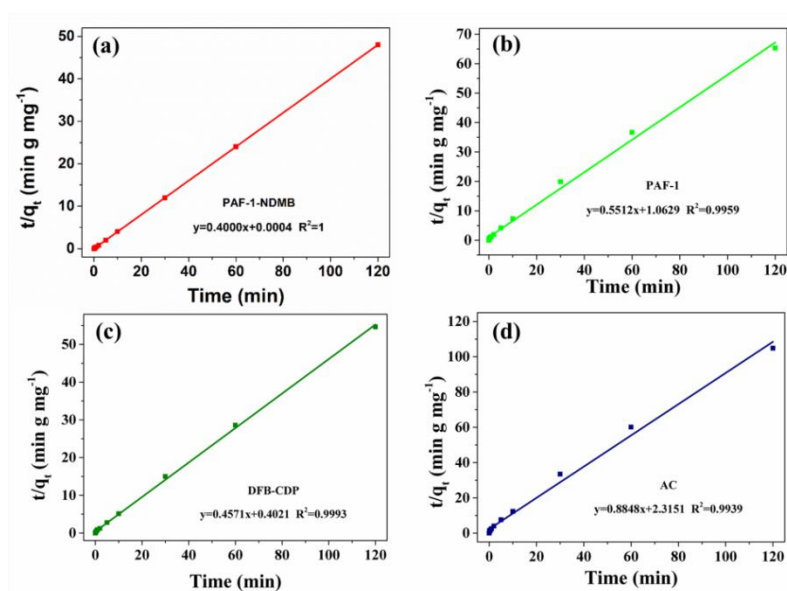 (a)
t/qt (min g mg-1)
50
40
30
20
10
0
PAF-1-NDMB
y=0.4000x+0.0004 R2=1
0 20 40 60 80 100 120
Time (min)
(b)
t/qt (min g mg-1)
70
60
50
40
30
20
10
0
PAF-1
y=0.5512x+1.0629 R2=0.9959
0 20 40 60 80 100 120
Time (min)
(c)
t/qt (min g mg-1)
50
40
30
20
10
0
DFB-CDP
y=0.4571x+0.4021 R2=0.9993
0 20 40 60 80 100 120
Time (min)
(d)
t/qt (min g mg-1)
120
100
80
60
40
20
0
AC
y=0.8848x+2.3151 R2=0.9939
0 20 40 60 80 100 120
Time (min)